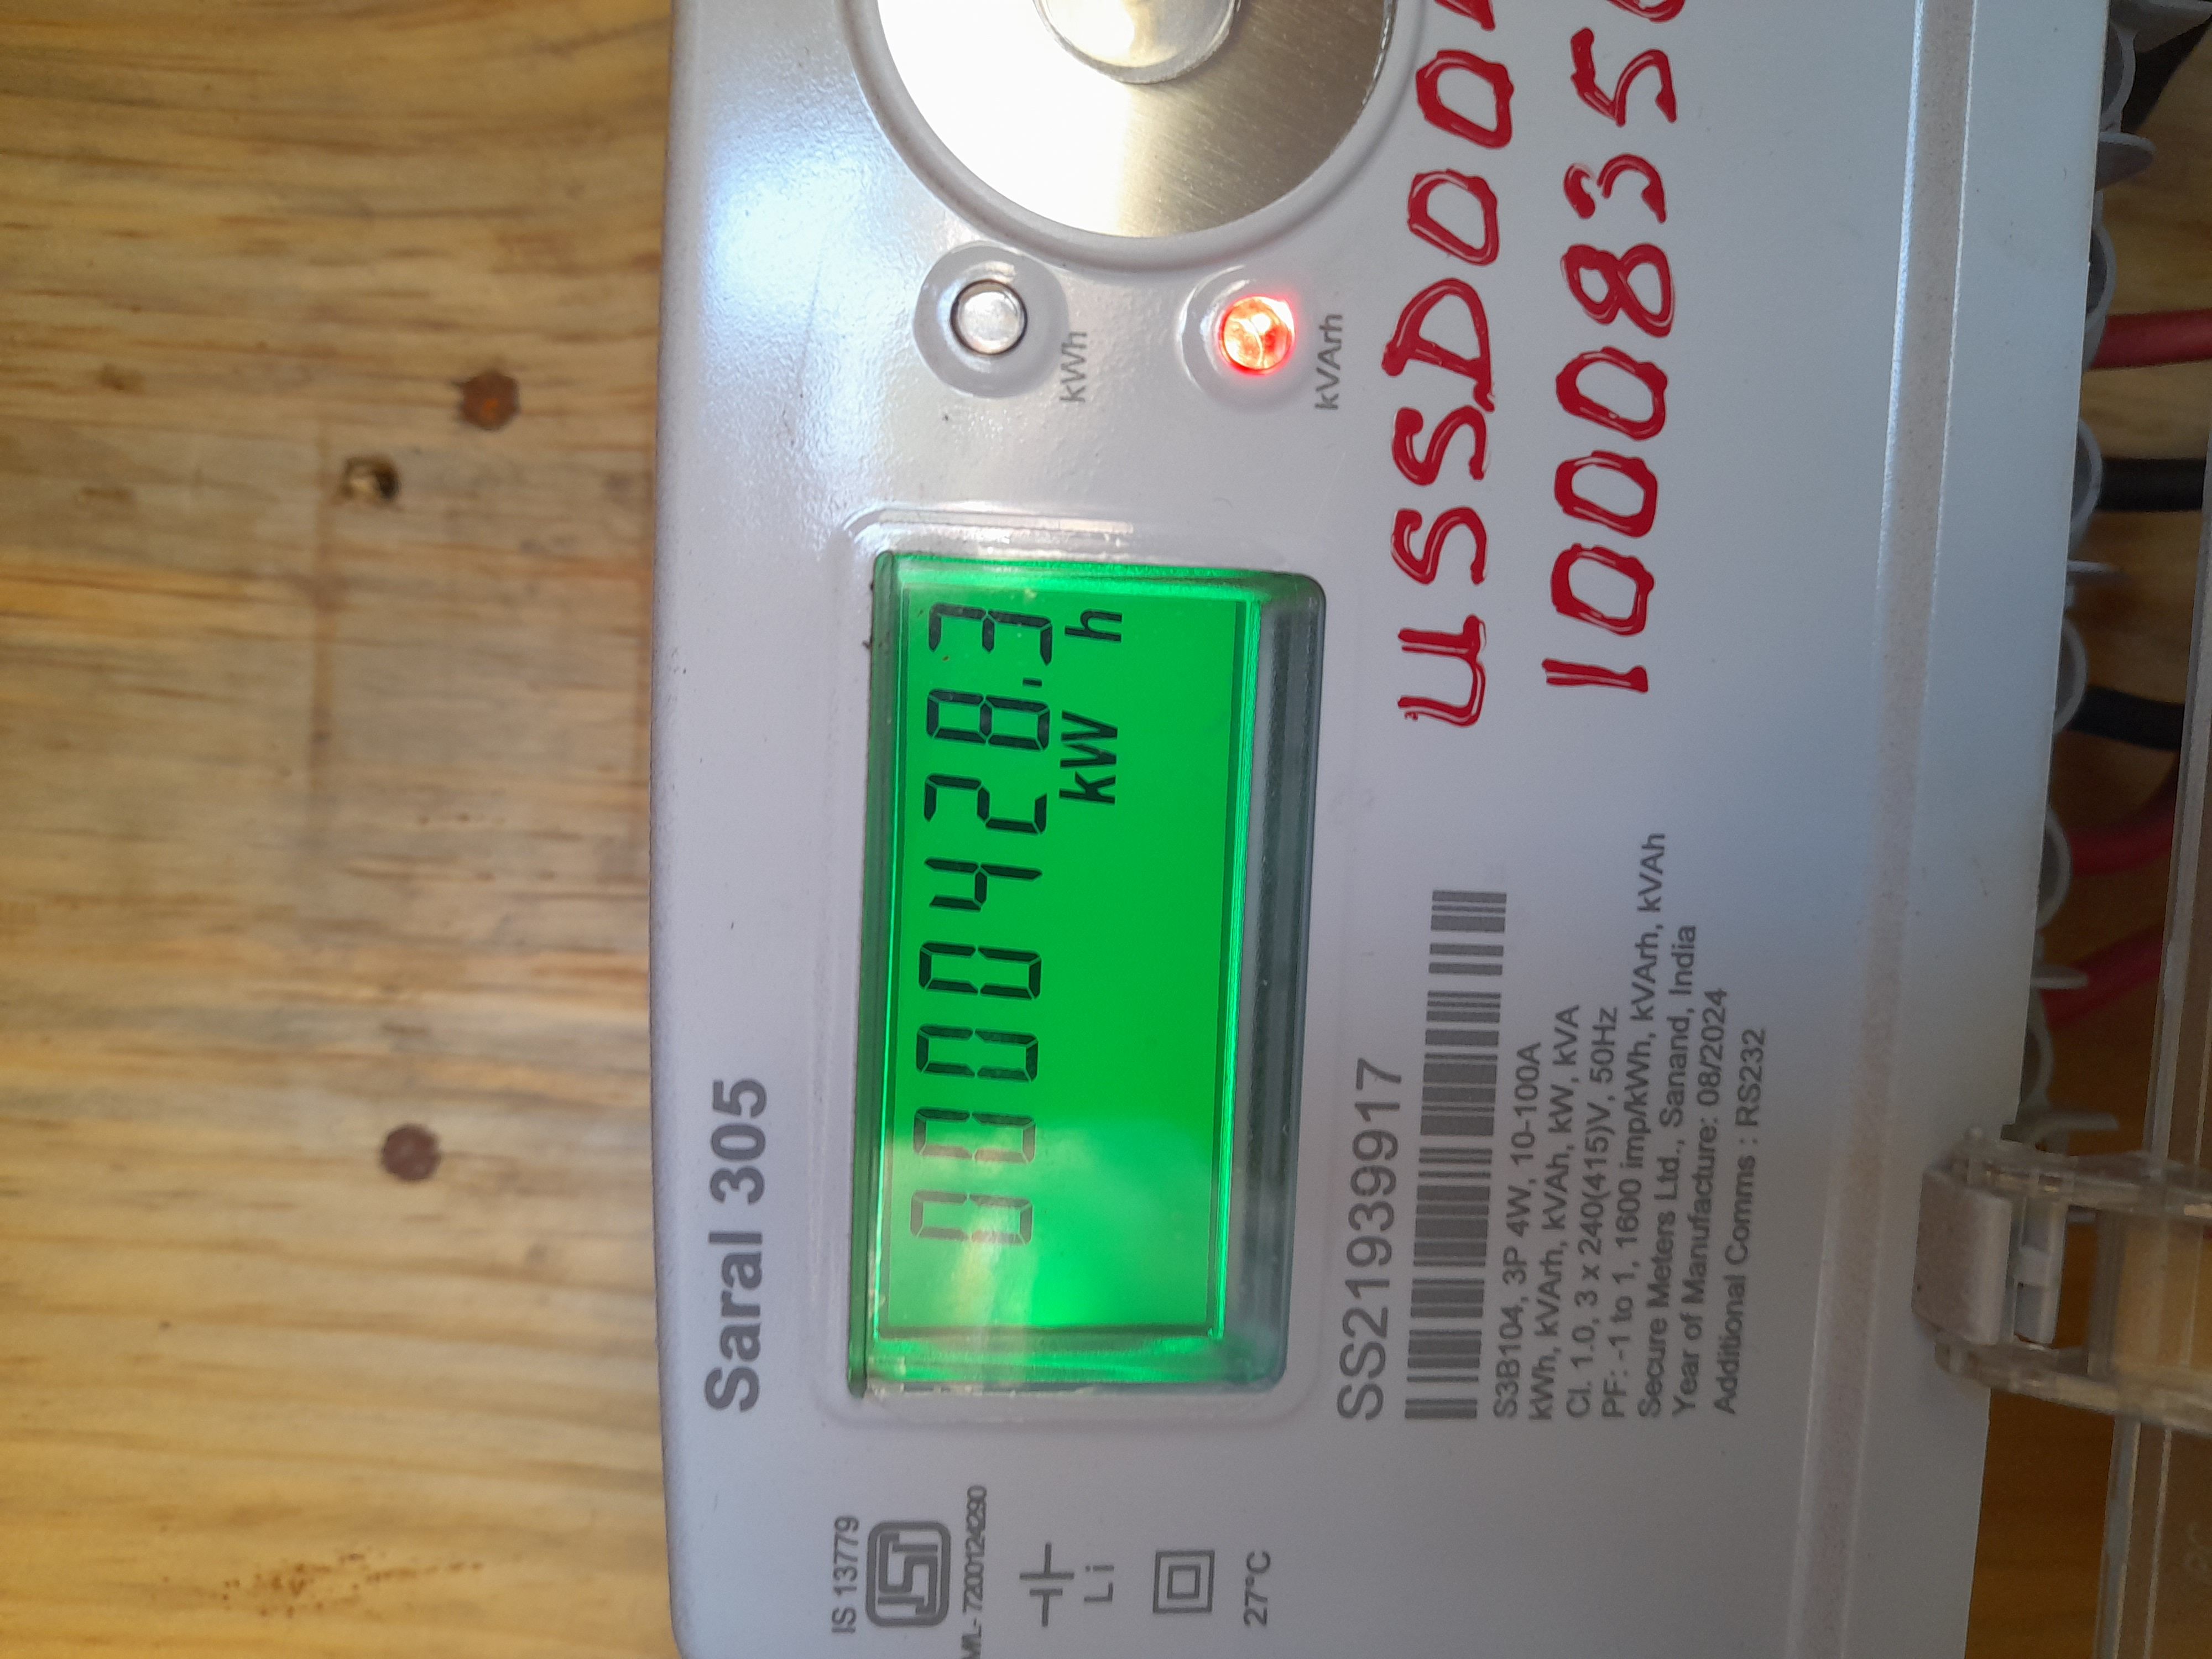 Saral 305
IS 13779
ISI
M/L- 7200124290
Li
27°C
0000428.3
kW h
kWh
kVArh
SS21939917
S3B104, 3P 4W, 10-100A
kWh, kVArh, kVAh, kW, kVA
Cl. 1.0, 3 x 240(415)V, 50Hz
PF: -1 to 1, 1600 imp/kWh, kVArh, kVAh
Secure Meters Ltd., Sanand, India
Year of Manufacture: 08/2024
Additional Comms : RS232
USSD00
1000835